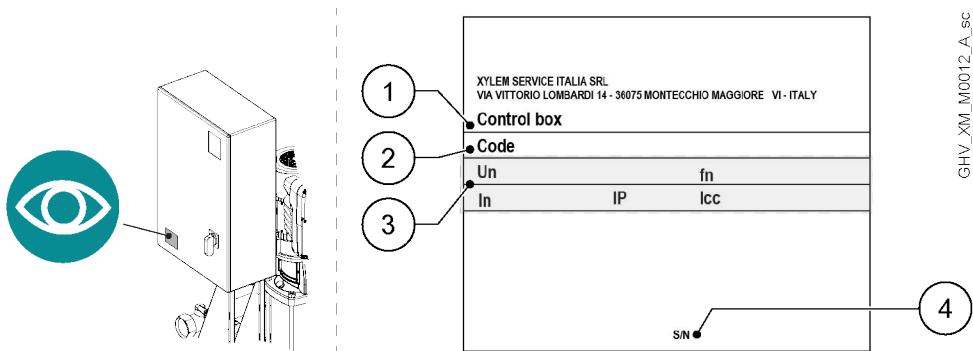 XYLEM SERVICE ITALIA SRL
VIA VITTORIO LOMBARDI 14 - 36075 MONTECCHIO MAGGIORE VI - ITALY
1
Control box
2
Code
3
Un fn
In IP Icc
4
S/N
GHV_XM_M0012_A_sc